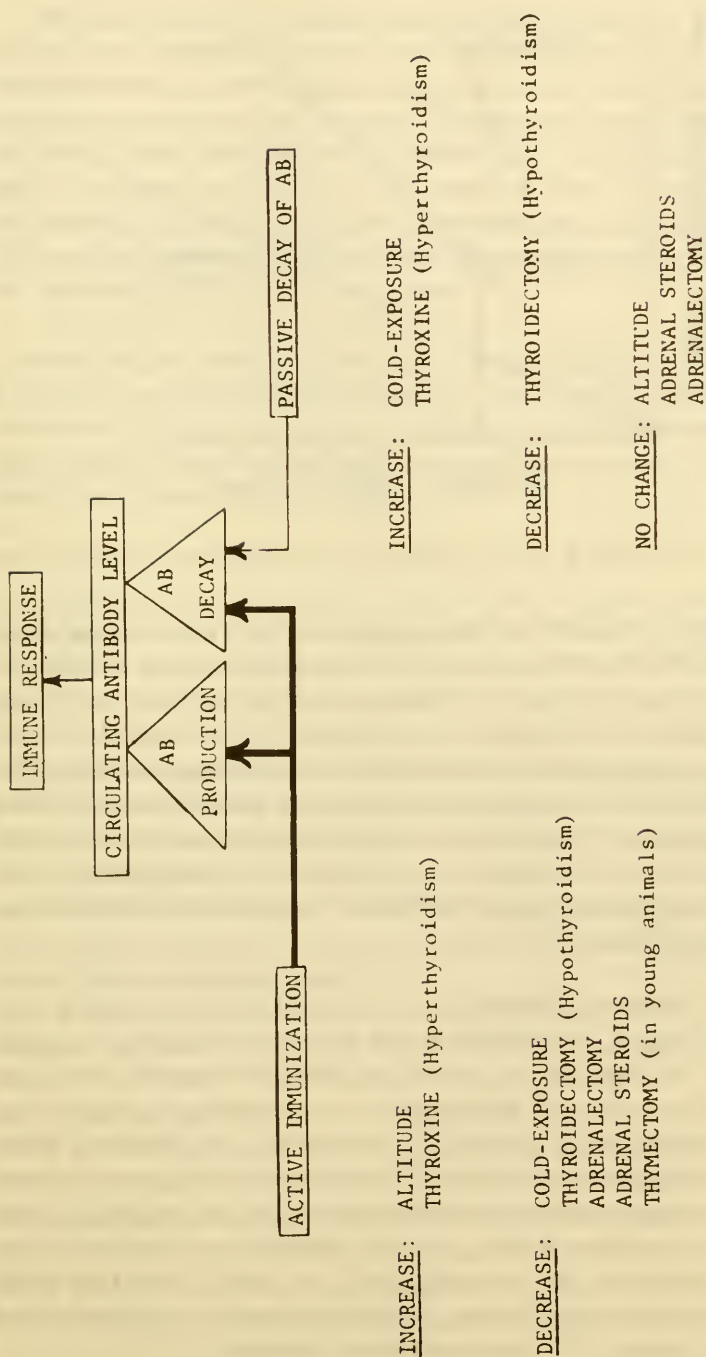 IMMUNE RESPONSE
CIRCULATING ANTIBODY LEVEL
AB
PRODUCTION
AB
DECAY
ACTIVE IMMUNIZATION
PASSIVE DECAY OF AB
INCREASE: ALTITUDE
THYROXINE (Hyperthyroidism)
DECREASE: COLD-EXPOSURE
THYROIDECTOMY (Hypothyroidism)
ADRENALECTOMY
ADRENAL STEROIDS
THYMECTOMY (in young animals)
INCREASE: COLD-EXPOSURE
THYROXINE (Hyperthyroidism)
DECREASE: THYROIDECTOMY (Hypothyroidism)
NO CHANGE: ALTITUDE
ADRENAL STEROIDS
ADRENALECTOMY